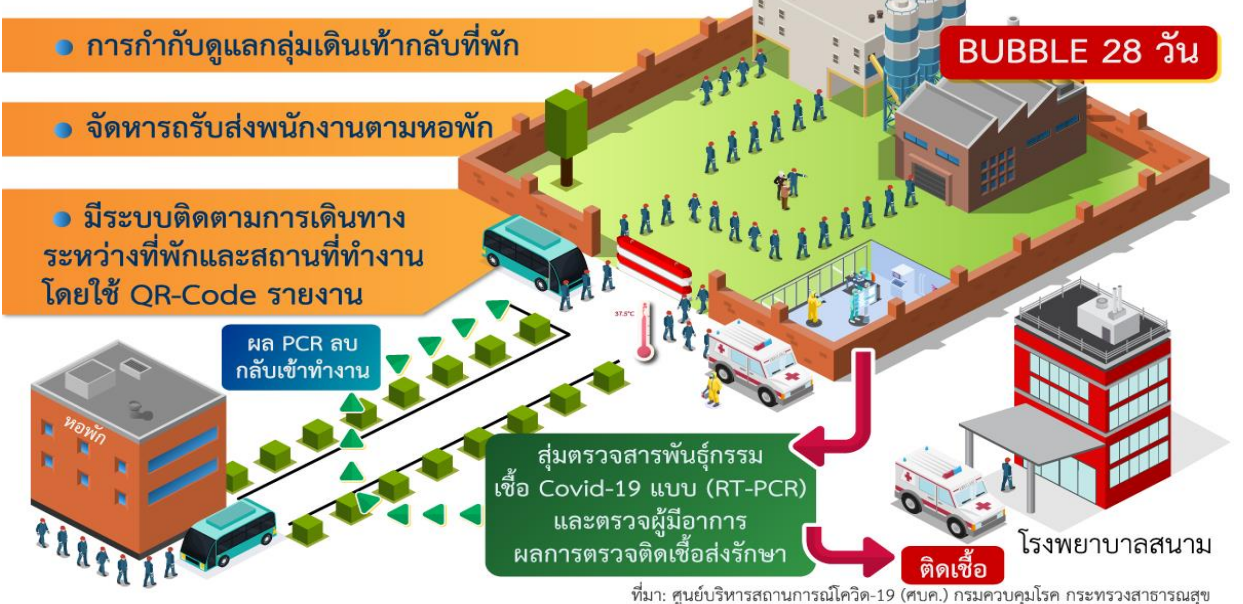 ● การกำกับดูแลกลุ่มเดินเท้ากลับที่พัก
BUBBLE 28 วัน
● จัดหารถรับส่งพนักงานตามหอพัก
● มีระบบติดตามการเดินทาง
ระหว่างที่พักและสถานที่ทำงาน
โดยใช้ QR-Code รายงาน
37.5°C
ผล PCR ลบ
กลับเข้าทำงาน
หอพัก
สุ่มตรวจสารพันธุ์กรรม
เชื้อ Covid-19 แบบ (RT-PCR)
และตรวจผู้มีอาการ
ผลการตรวจติดเชื้อส่งรักษา
โรงพยาบาลสนาม
ติดเชื้อ
ที่มา: ศูนย์บริหารสถานการณ์โควิด-19 (ศบค.) กรมควบคุมโรค กระทรวงสาธารณสุข